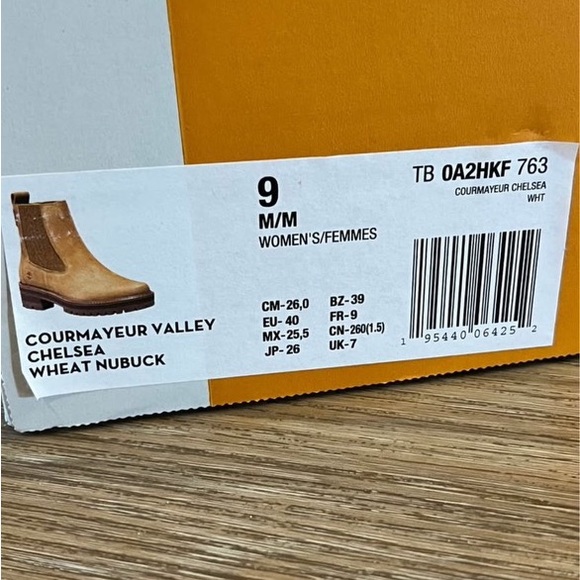 COURMAYEUR VALLEY
CHELSEA
WHEAT NUBUCK
9
M/M
WOMEN'S/FEMMES
CM-26,0 BZ-39
EU- 40 FR-9
MX-25,5 CN-260(1.5)
JP-26 UK-7
TB 0A2HKF 763
COURMAYEUR CHELSEA
WHT
1 95440 06425 2